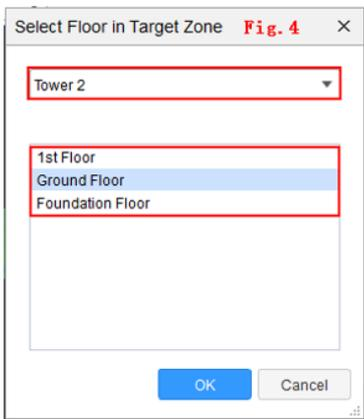 Select Floor in Target Zone Fig. 4
Tower 2
1st Floor
Ground Floor
Foundation Floor
OK Cancel